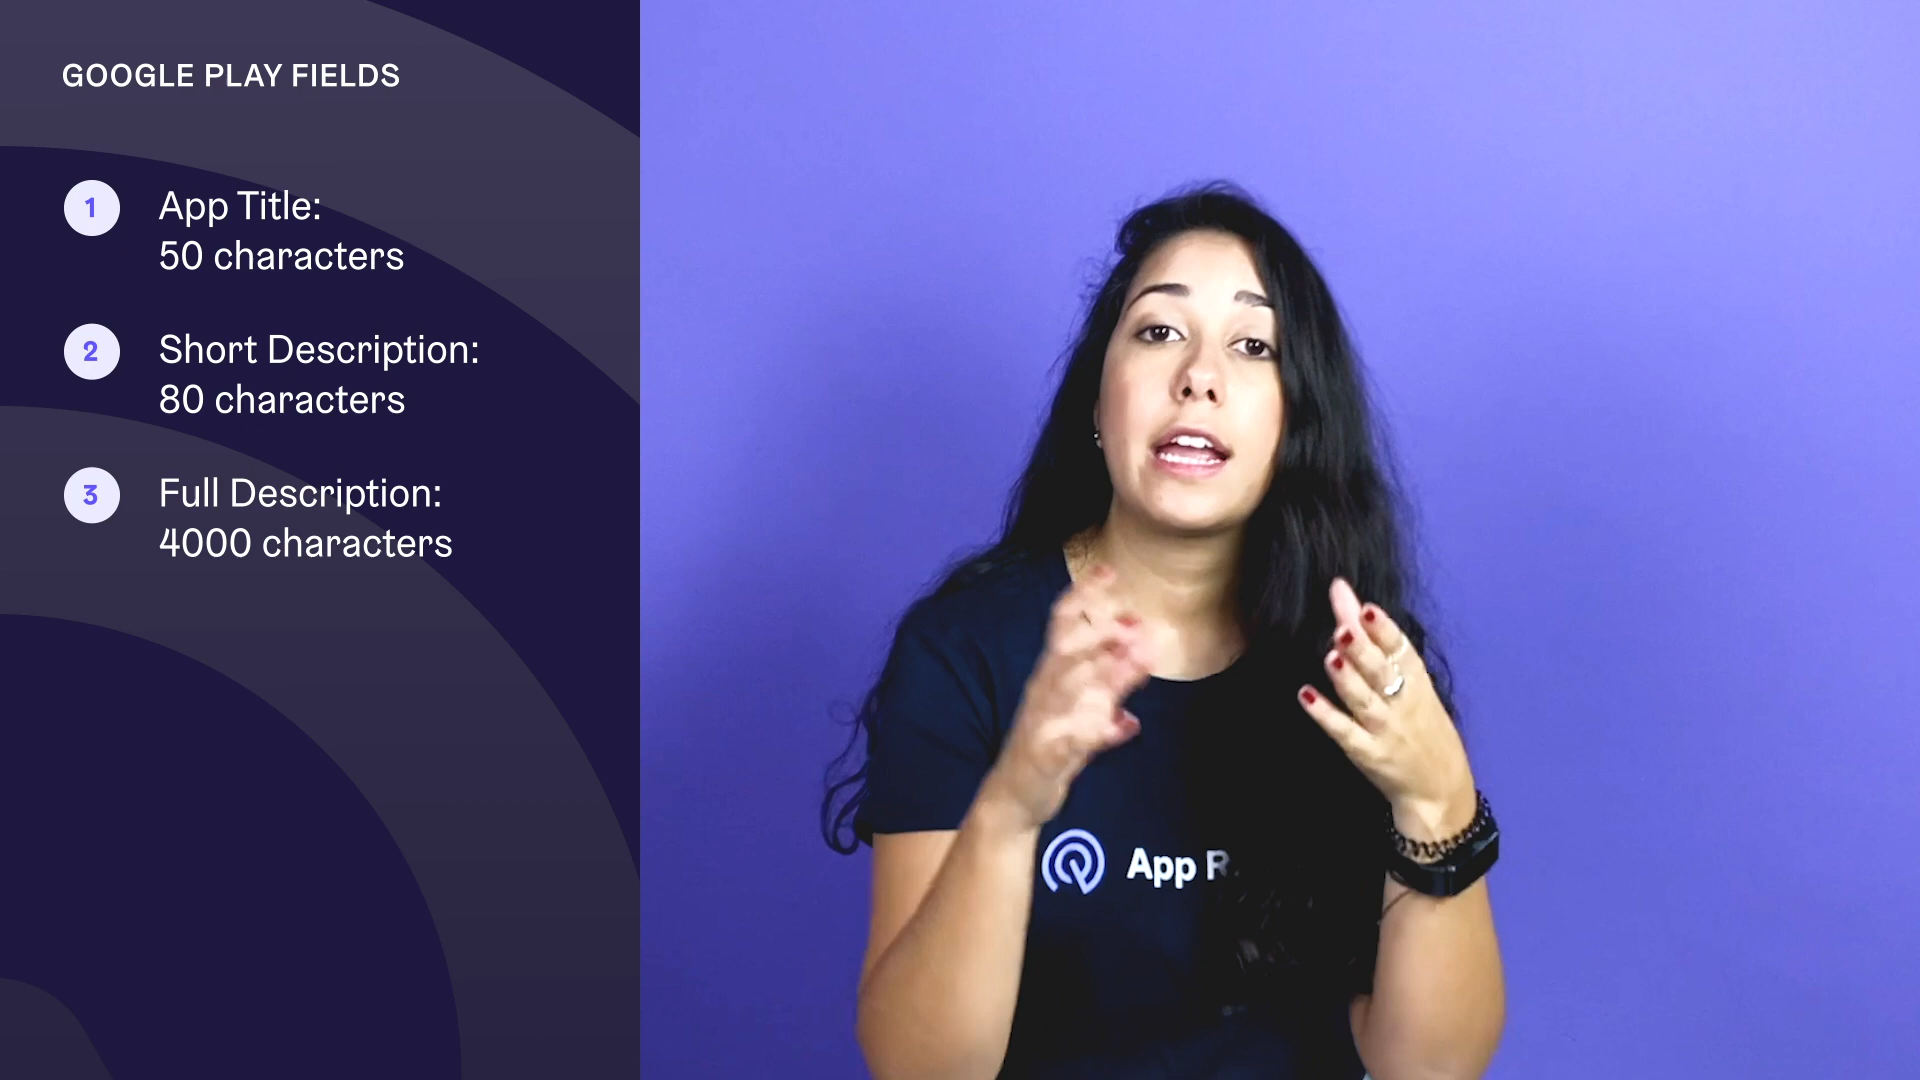 GOOGLE PLAY FIELDS
1
App Title:
50 characters
2
Short Description:
80 characters
3
Full Description:
4000 characters
App